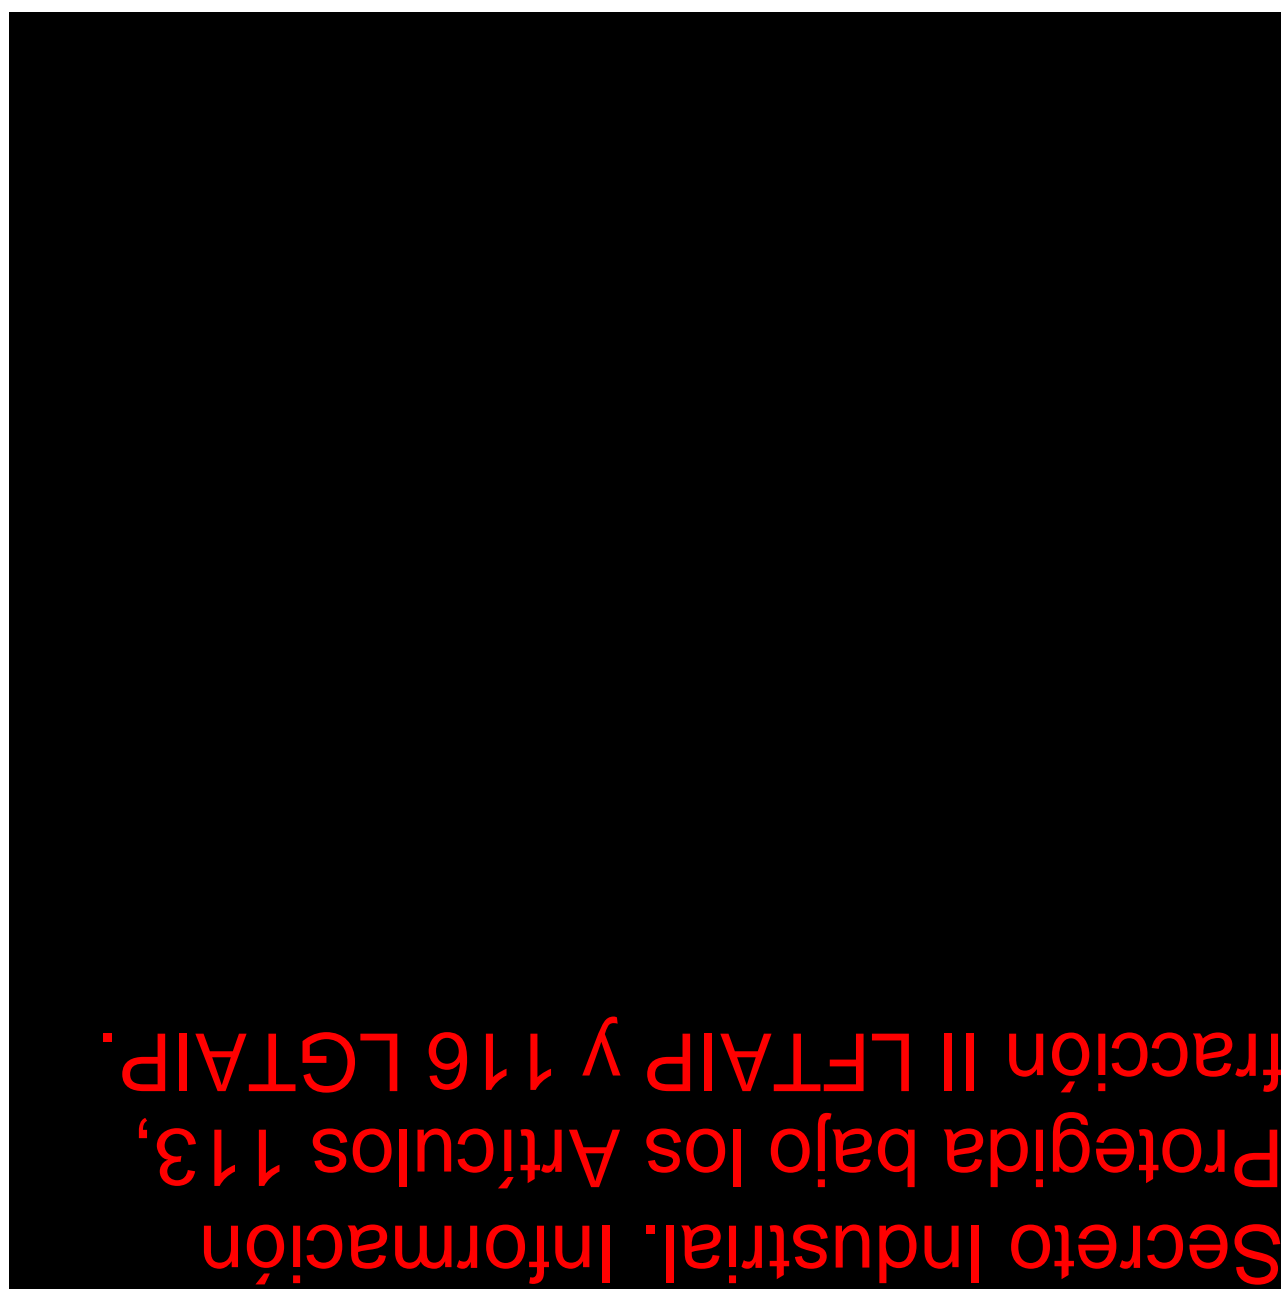 Secreto Industrial. Información
Protegida bajo los Artículos 113,
fracción II LFTAIP y 116 LGTAIP.